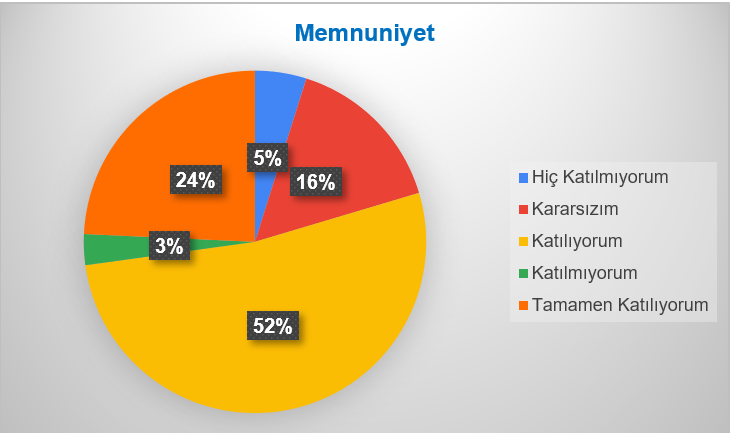 Memnuniyet
5%
16%
24%
3%
52%
Hiç Katılmıyorum
Kararsızım
Katılıyorum
Katılmıyorum
Tamamen Katılıyorum